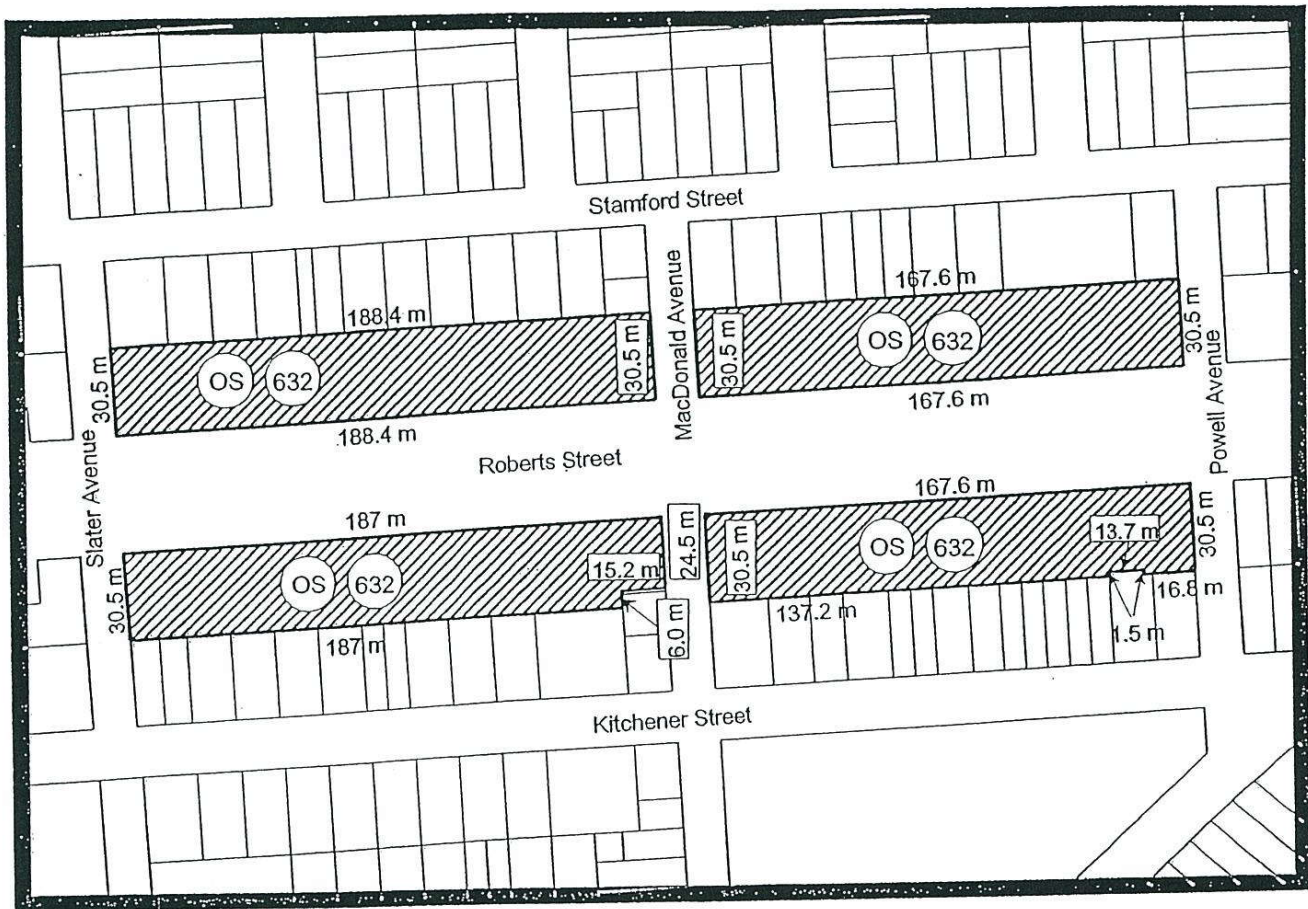 Stamford Street
188.4 m
167.6 m
30.5 m
OS
632
30.5 m
MacDonald Avenue
30.5 m
OS
632
30.5 m
188.4 m
167.6 m
Slater Avenue
Roberts Street
Powell Avenue
187 m
167.6 m
30.5 m
OS
632
15.2 m
24.5 m
30.5 m
OS
632
13.7 m
30.5 m
187 m
6.0 m
137.2 m
1.5 m
16.8 m
Kitchener Street